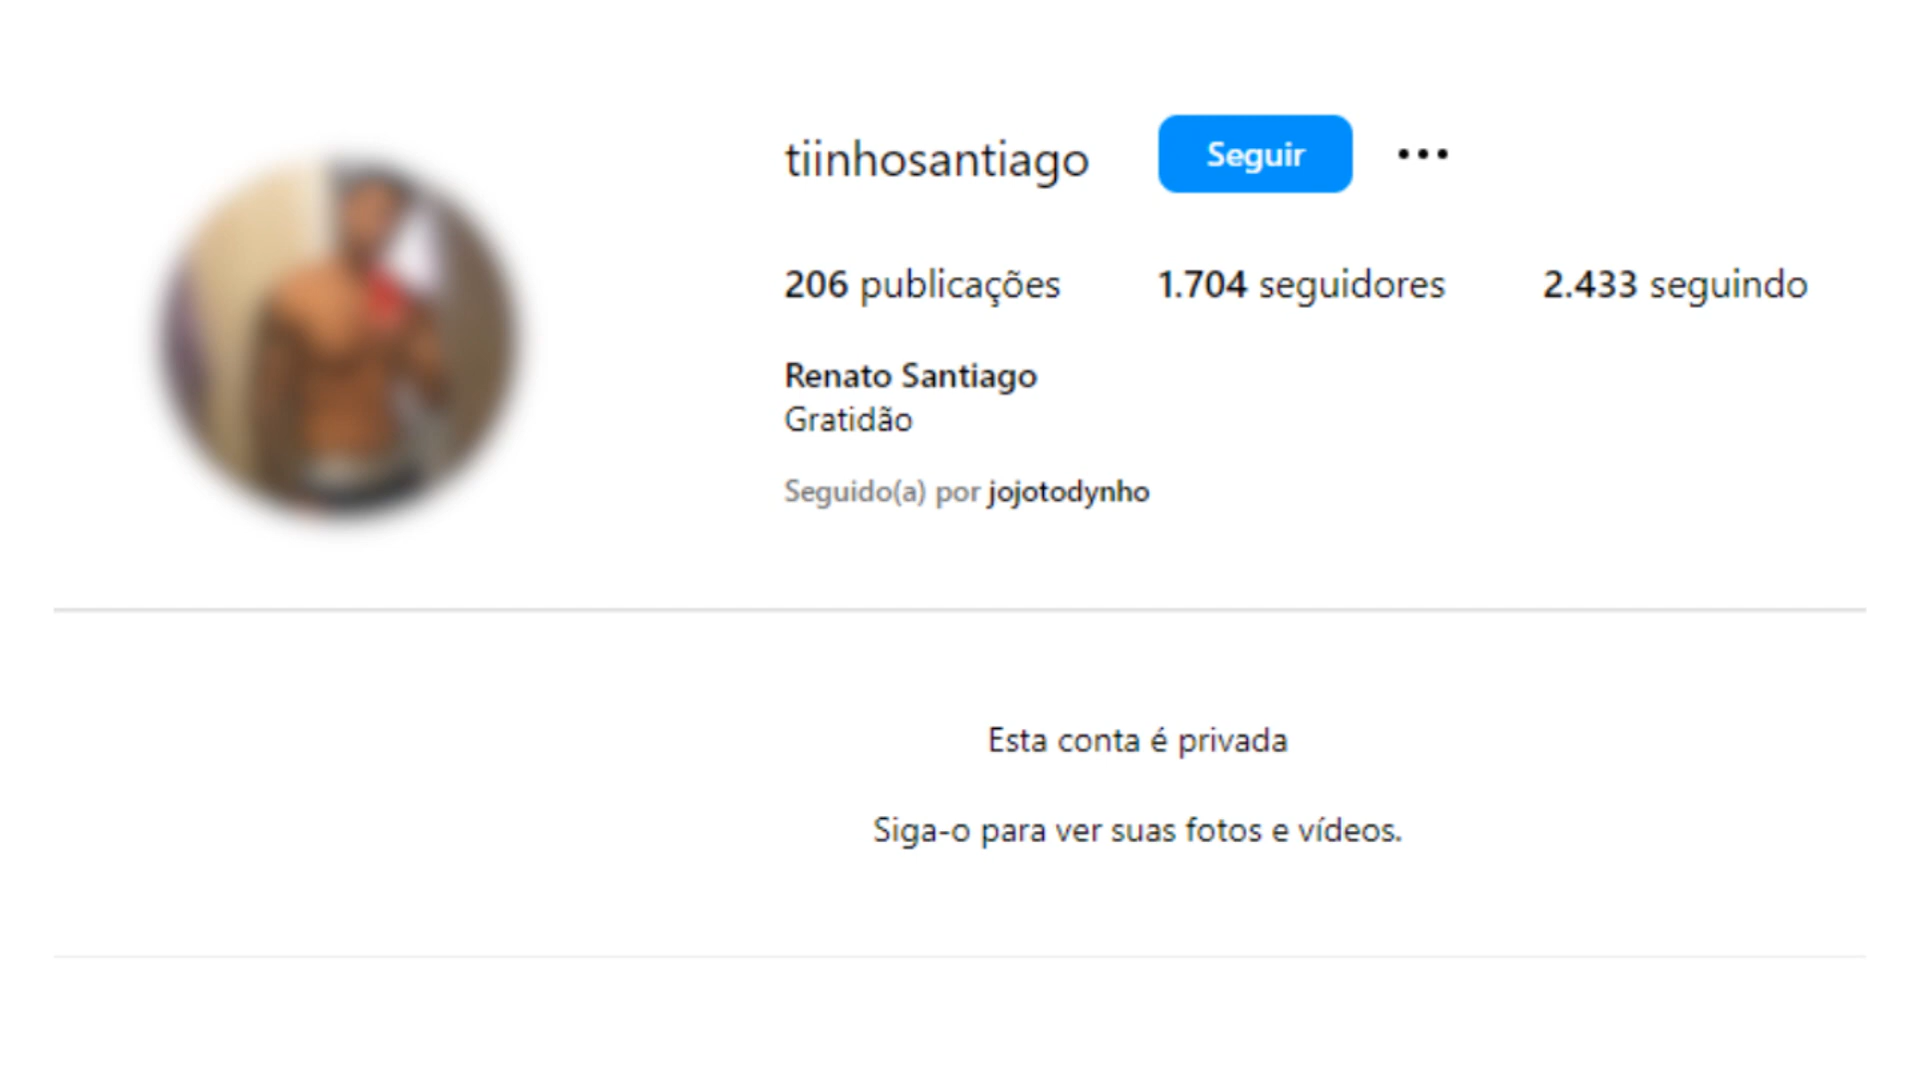 tiinhosantiago Seguir
206 publicações 1.704 seguidores 2.433 seguindo
Renato Santiago
Gratidão
Seguido(a) por jojotodynho
Esta conta é privada
Siga-o para ver suas fotos e vídeos.